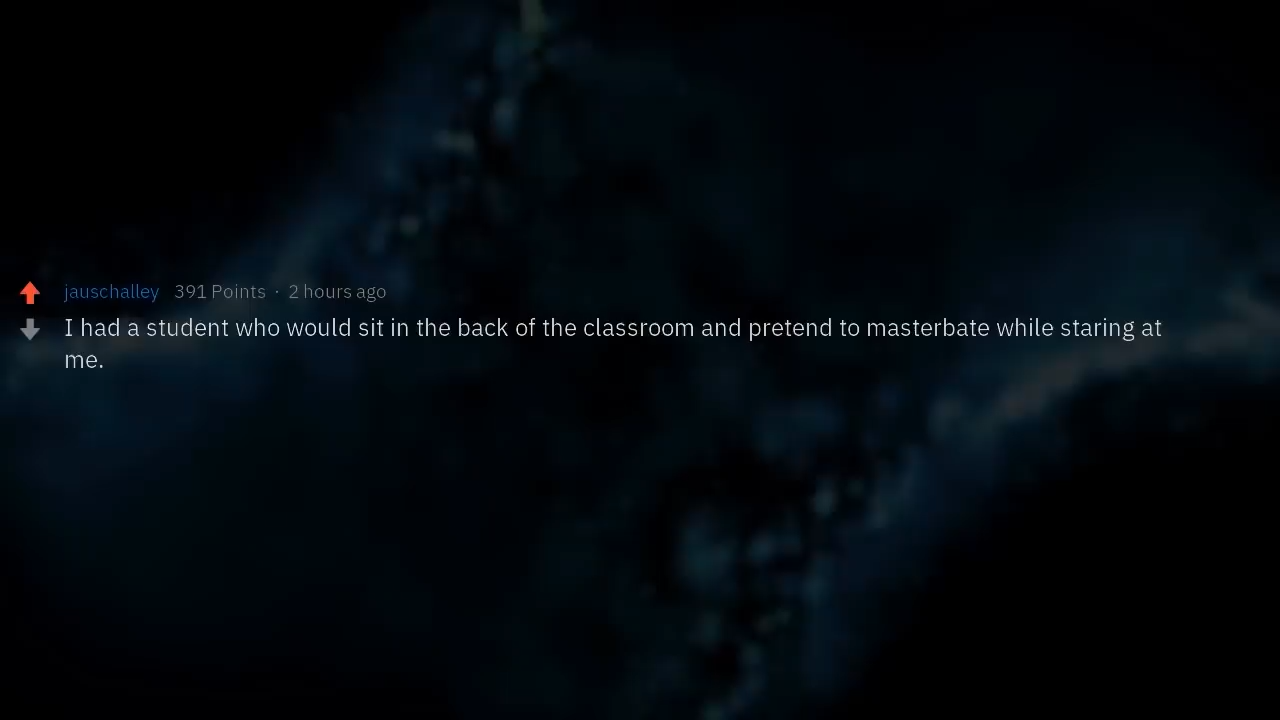 jauschalley 391 Points · 2 hours ago
I had a student who would sit in the back of the classroom and pretend to masterbate while staring at
me.